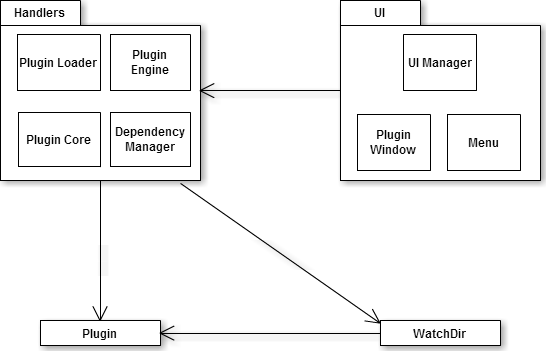 Handlers
UI
Plugin Loader
Plugin
Engine
UI Manager
Plugin Core
Dependency
Manager
Plugin
Window
Menu
Plugin
WatchDir